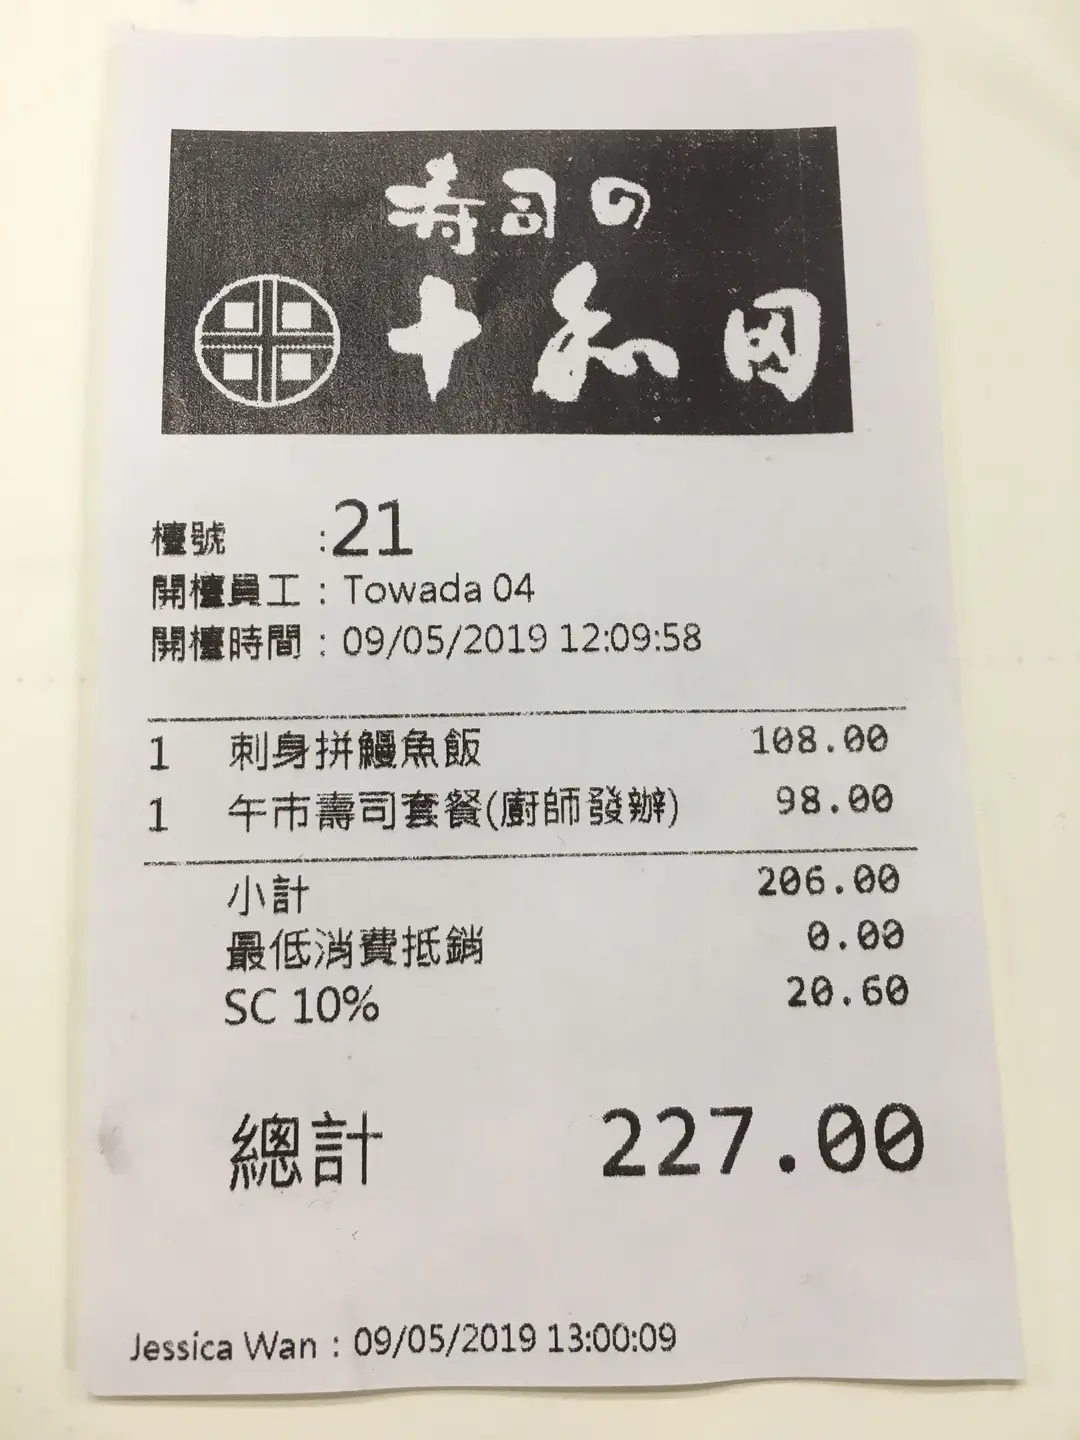 寿司の
十和田
檯號 :21
開檯員工 : Towada 04
開檯時間 : 09/05/2019 12:09:58
1 刺身拼鰻魚飯 108.00
1 午市壽司套餐(廚師發辦) 98.00
小計 206.00
最低消費抵銷 0.00
SC 10% 20.60
總計 227.00
Jessica Wan : 09/05/2019 13:00:09